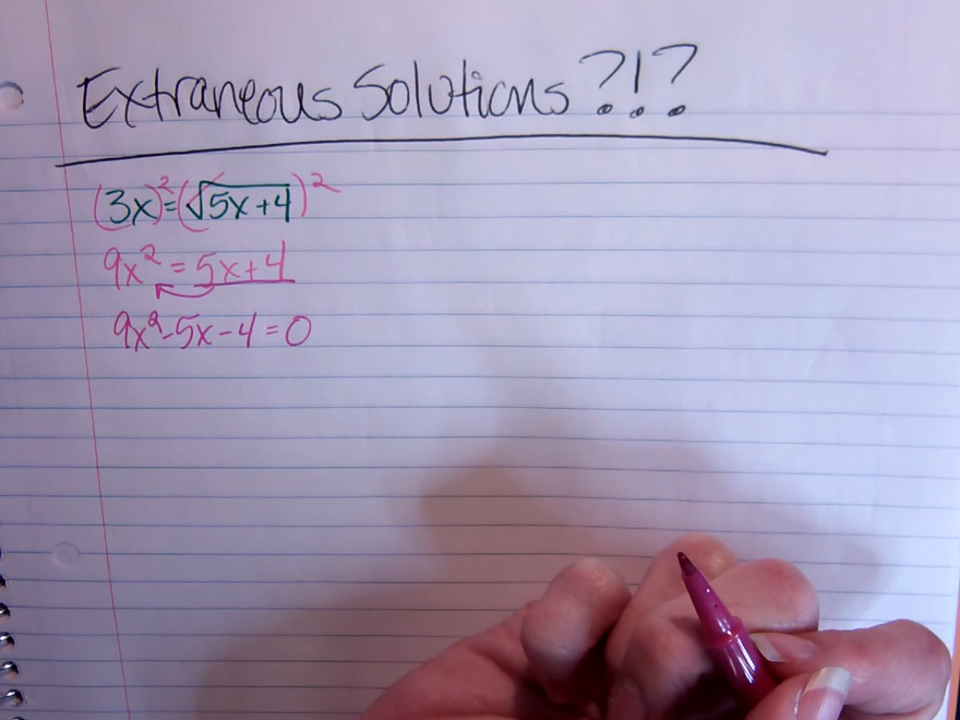 Extraneous Solutions ?!?
(3x)²=(√5x+4)²
9x² = 5x+4
9x²-5x-4=0